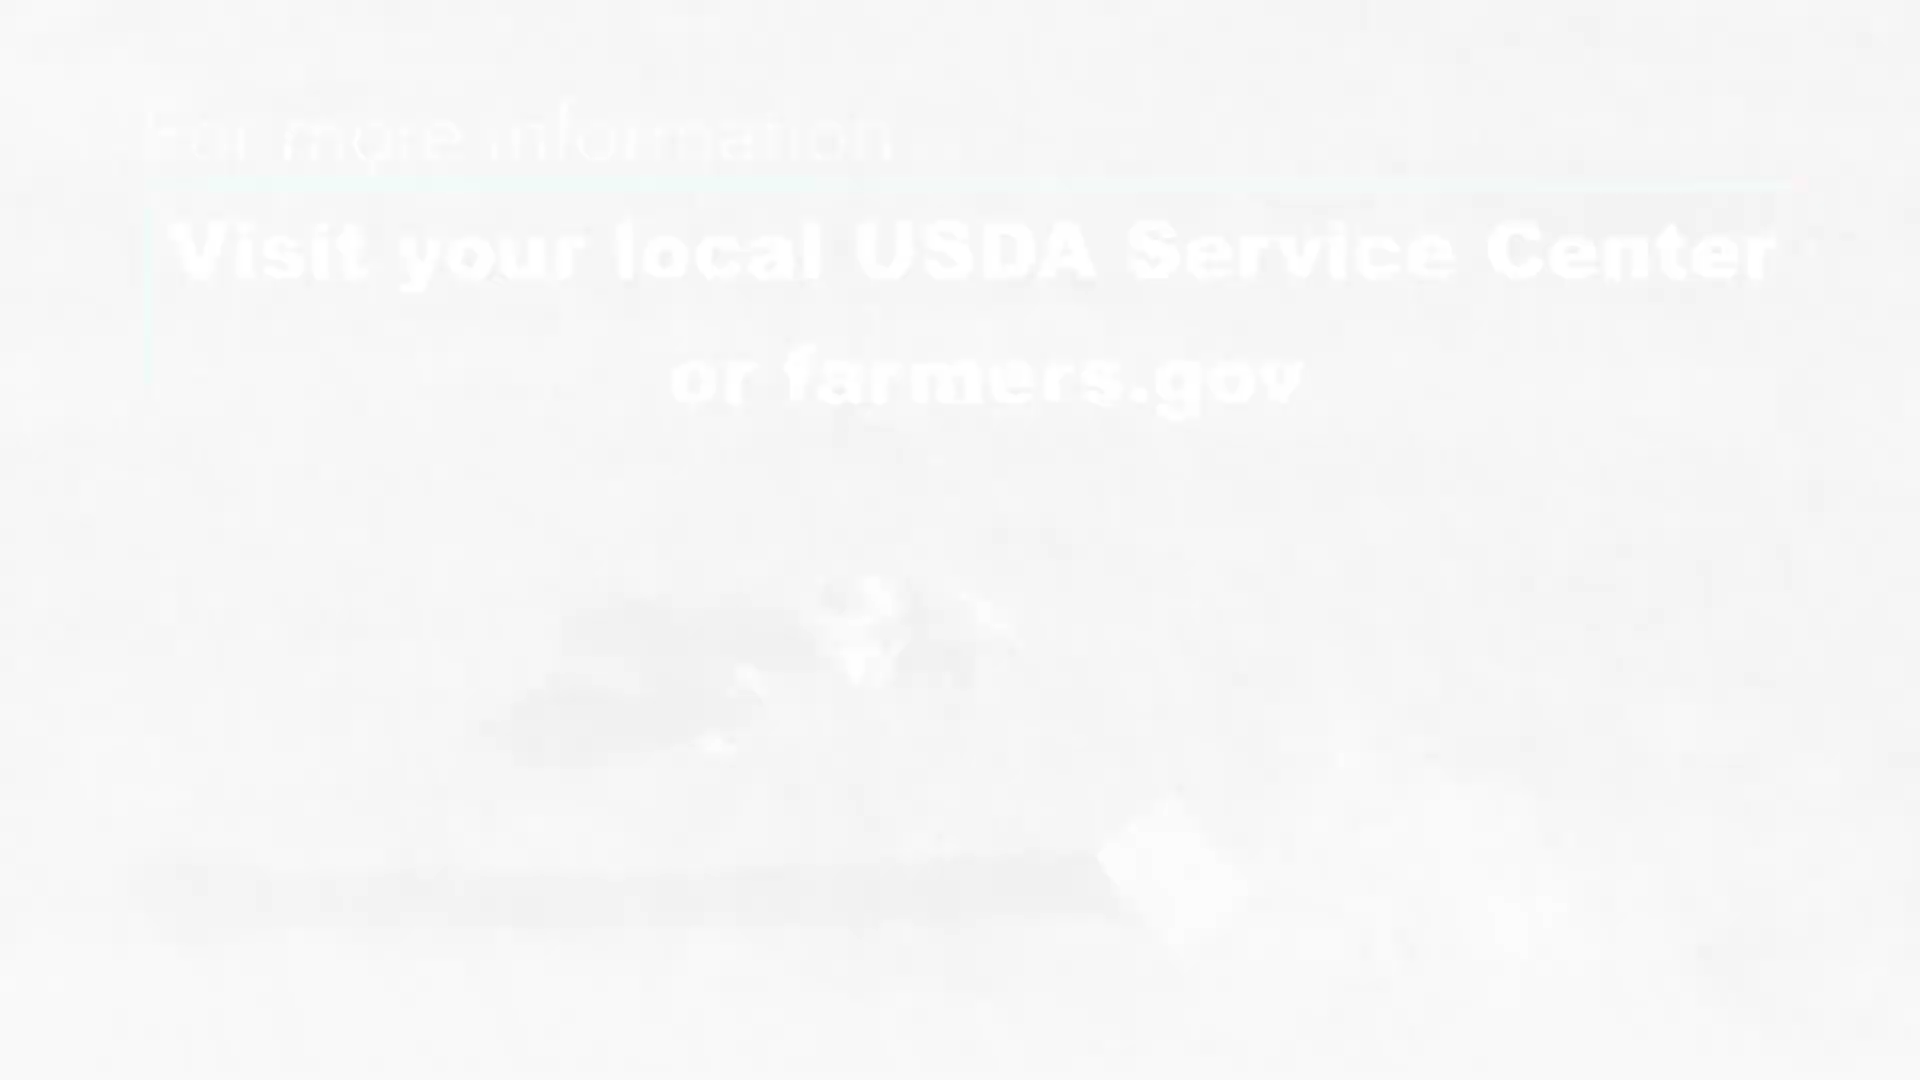 For more information
Visit your local USDA Service Center
or farmers.gov